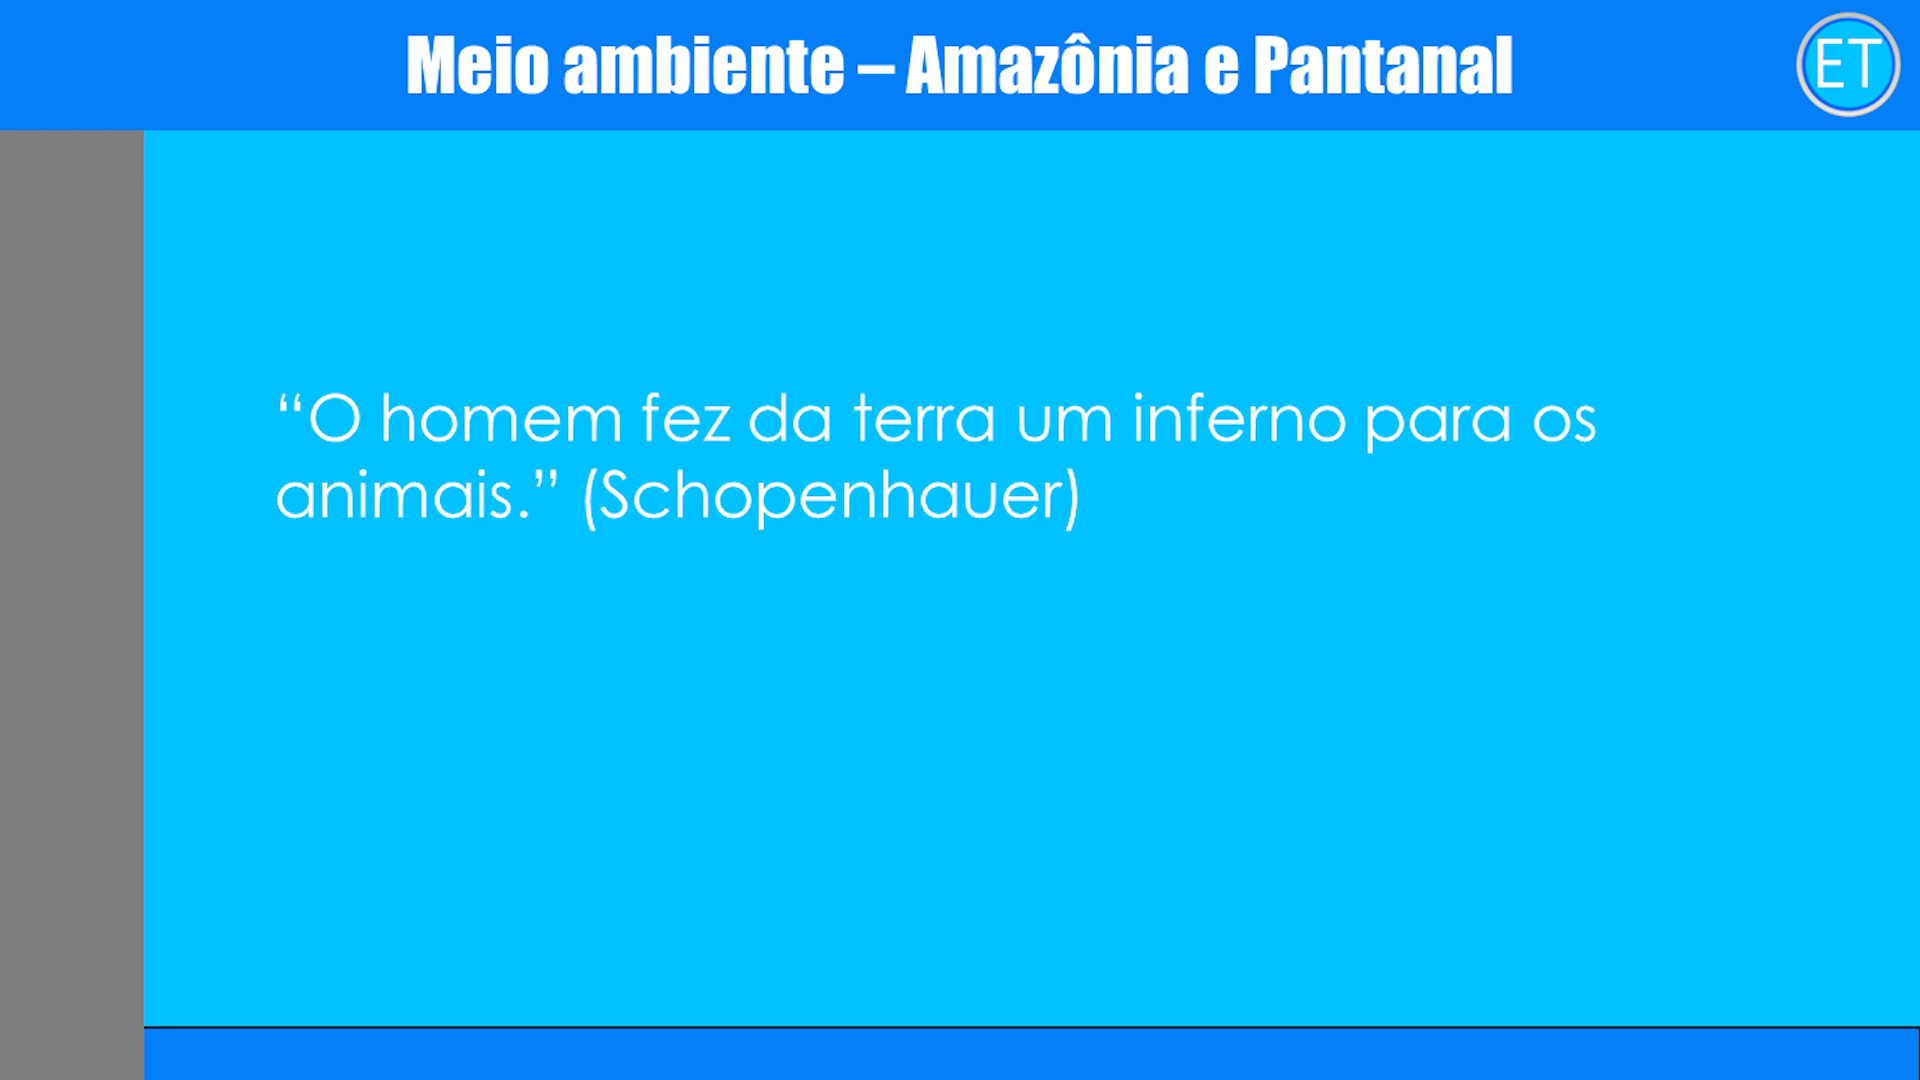 Meio ambiente – Amazônia e Pantanal
ET
“O homem fez da terra um inferno para os
animais.” (Schopenhauer)